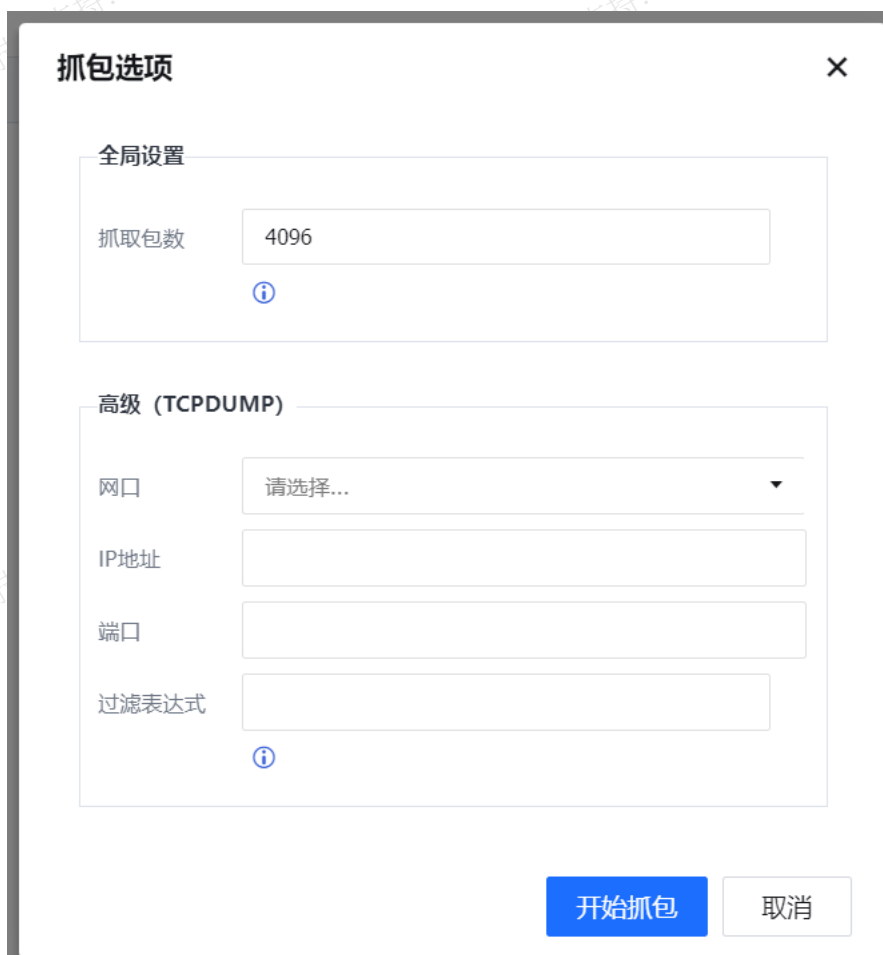 抓包选项
全局设置
抓取包数
4096
高级（TCPDUMP)
网口
请选择...
IP地址
端口
过滤表达式
开始抓包
取消